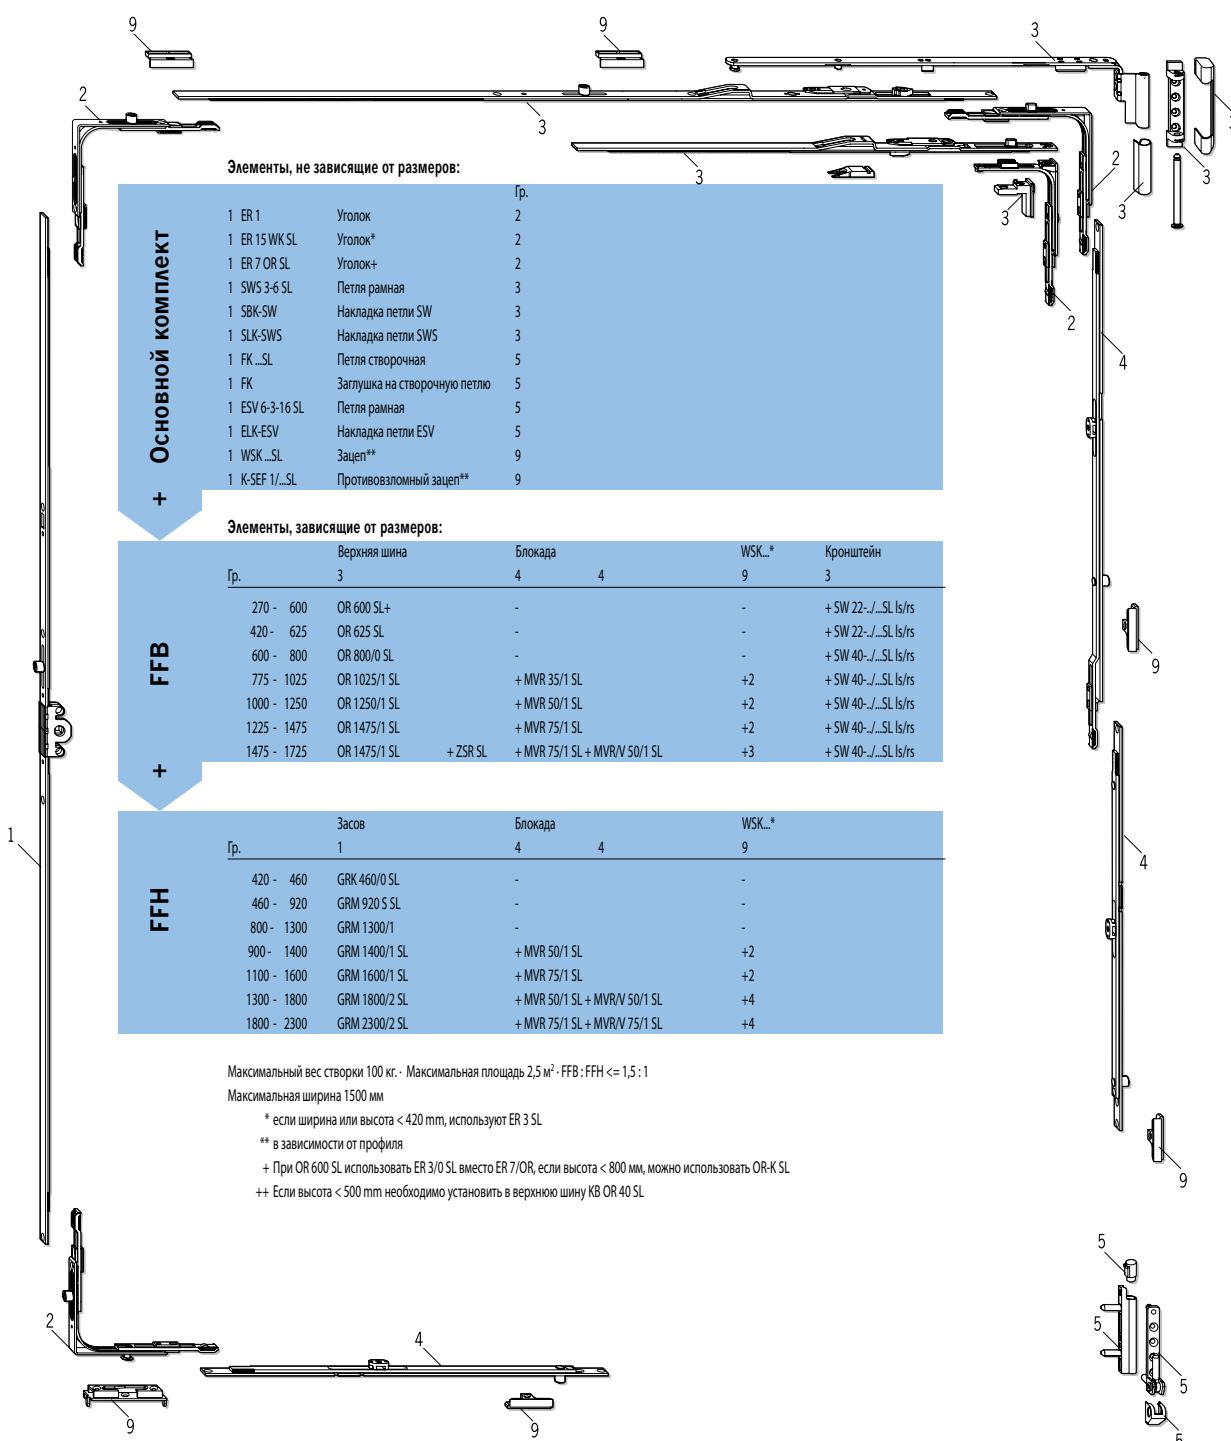 9
9
3
2
3
3
3
3
2
3
3
2
4
9
4
9
1
2
4
9
9
5
5
5
5
Элементы, не зависящие от размеров:
Основной комплект
+
Гр.
1 ER 1 Уголок 2
1 ER 15 WK SL Уголок* 2
1 ER 7 OR SL Уголок+ 2
1 SWS 3-6 SL Петля рамная 3
1 SBK-SW Накладка петли SW 3
1 SLK-SWS Накладка петли SWS 3
1 FK ...SL Петля створочная 5
1 FK Заглушка на створочную петлю 5
1 ESV 6-3-16 SL Петля рамная 5
1 ELK-ESV Накладка петли ESV 5
1 WSK ...SL Зацеп** 9
1 K-SEF 1/...SL Противовзломный зацеп** 9
Элементы, зависящие от размеров:
FFB
+
Верхняя шина Блокада WSK...* Кронштейн
Гр. 3 4 4 9 3
270 - 600 OR 600 SL+ - - + SW 22-../...SL ls/rs
420 - 625 OR 625 SL - - + SW 22-../...SL ls/rs
600 - 800 OR 800/0 SL - - + SW 40-../...SL ls/rs
775 - 1025 OR 1025/1 SL + MVR 35/1 SL +2 + SW 40-../...SL ls/rs
1000 - 1250 OR 1250/1 SL + MVR 50/1 SL +2 + SW 40-../...SL ls/rs
1225 - 1475 OR 1475/1 SL + MVR 75/1 SL +2 + SW 40-../...SL ls/rs
1475 - 1725 OR 1475/1 SL + ZSR SL + MVR 75/1 SL + MVR/V 50/1 SL +3 + SW 40-../...SL ls/rs
FFH
Засов Блокада WSK...*
Гр. 1 4 4 9
420 - 460 GRK 460/0 SL - -
460 - 920 GRM 920 S SL - -
800 - 1300 GRM 1300/1 - -
900 - 1400 GRM 1400/1 SL + MVR 50/1 SL +2
1100 - 1600 GRM 1600/1 SL + MVR 75/1 SL +2
1300 - 1800 GRM 1800/2 SL + MVR 50/1 SL + MVR/V 50/1 SL +4
1800 - 2300 GRM 2300/2 SL + MVR 75/1 SL + MVR/V 75/1 SL +4
Максимальный вес створки 100 кг. · Максимальная площадь 2,5 м² · FFB : FFH <= 1,5 : 1
Максимальная ширина 1500 мм
* если ширина или высота < 420 mm, используют ER 3 SL
** в зависимости от профиля
+ При OR 600 SL использовать ER 3/0 SL вместо ER 7/OR, если высота < 800 мм, можно использовать OR-K SL
++ Если высота < 500 mm необходимо установить в верхнюю шину KB OR 40 SL